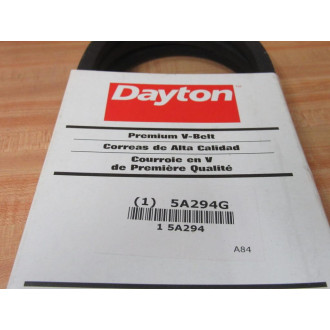 Dayton
Premium V-Belt
Correas de Alta Calidad
Courroie en V
de Première Qualité
(1) 5A294G
1 5A294
A84